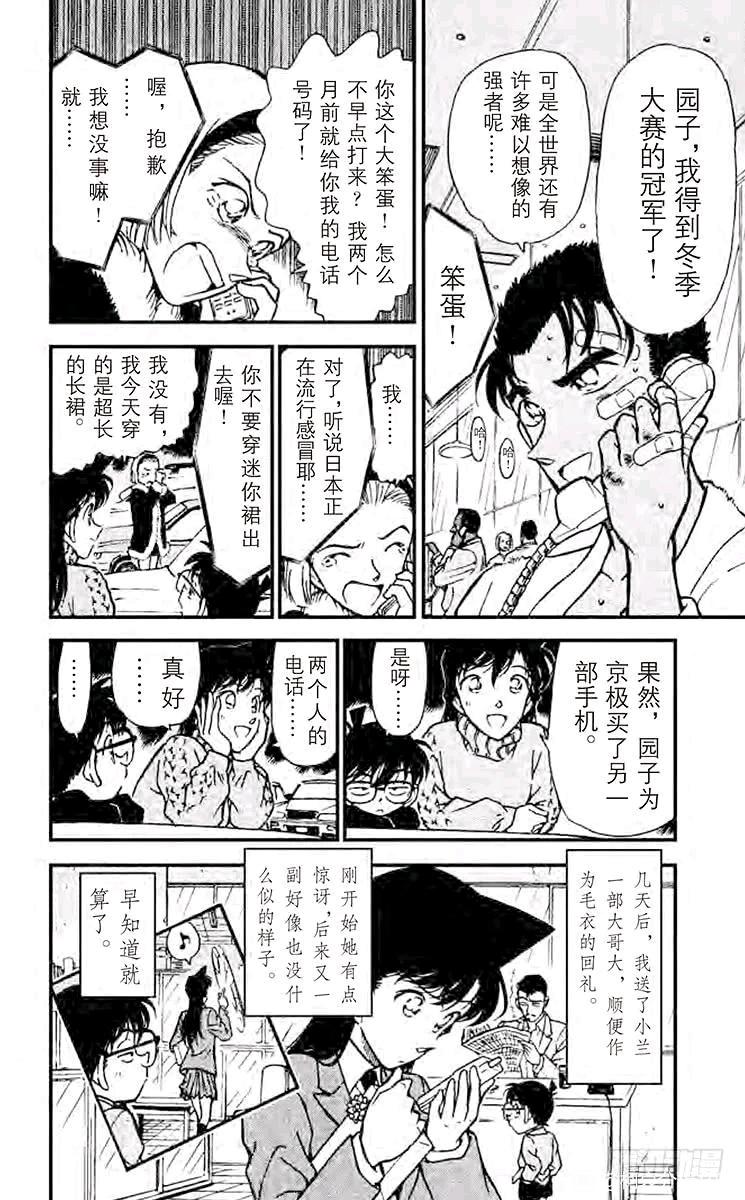 园子，我得到冬季
大赛的冠军了！
可是全世界还有
许多难以想像的
强者呢……
笨蛋！
哈！
哈！
你这个大笨蛋！怎么
不早点打来？我两个
月前就给你我的电话
号码了！
喔，抱歉
我想没事嘛！
就……
我…
对了，听说日本正
在流行感冒耶……
你不要穿迷你裙出
去喔！
我没有，
我今天穿
的是超长
的长裙。
果然，园子为
京极买了另一
部手机。
是呀……
两个人的
电话……
真好
……
……
几天后，我送了小兰
一部大哥大，顺便作
为毛衣的回礼。
刚开始她有点
惊讶，后来又一
副好像也没什
么似的样子。
早知道就
算了。